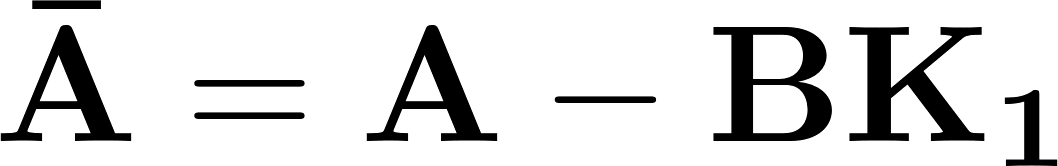 Ā = A − BK₁